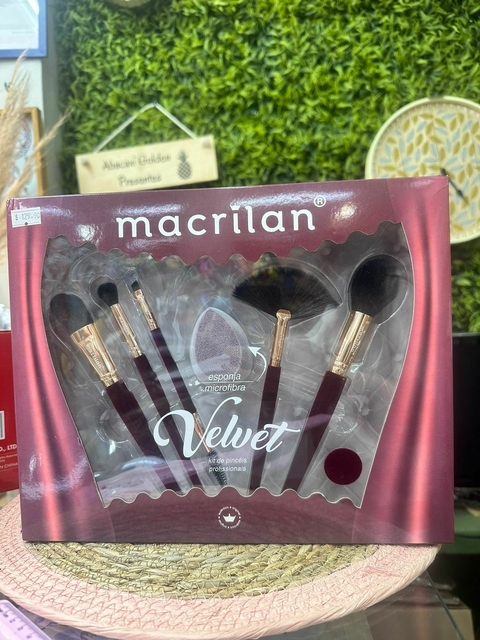 Abacaxi Golden
Presentes
macrilan®
esponja
microfibra
Velvet
kit de pincéis
profissionais